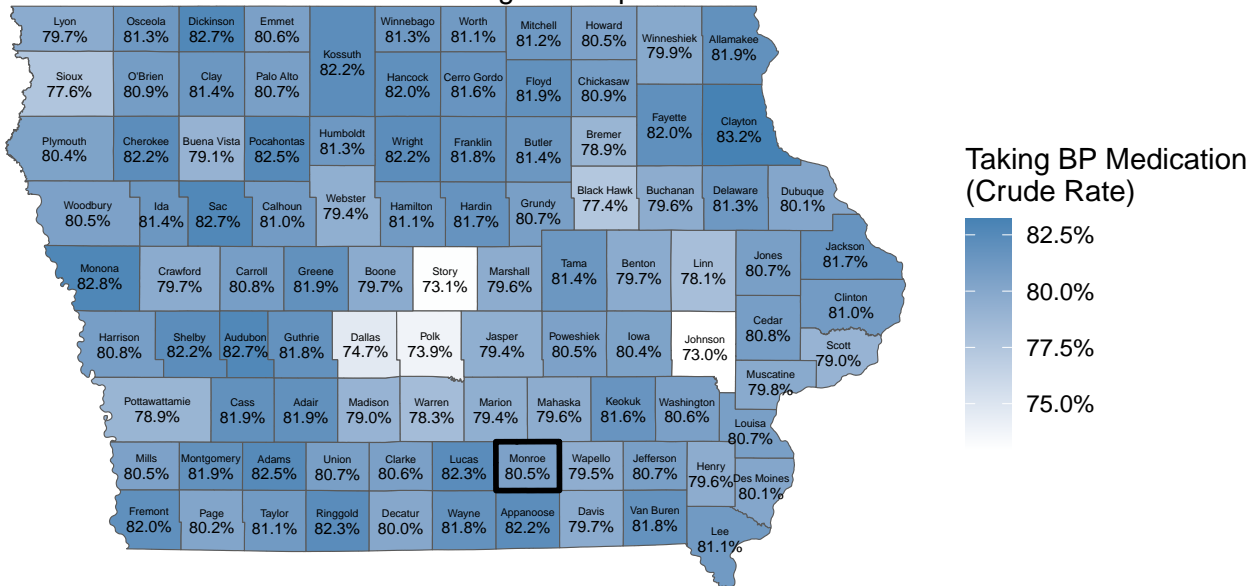 Lyon
79.7%
Osceola
81.3%
Dickinson
82.7%
Emmet
80.6%
Kossuth
82.2%
Winnebago
81.3%
Worth
81.1%
Mitchell
81.2%
Howard
80.5%
Winneshiek
79.9%
Allamakee
81.9%
Sioux
77.6%
O'Brien
80.9%
Clay
81.4%
Palo Alto
80.7%
Hancock
82.0%
Cerro Gordo
81.6%
Floyd
81.9%
Chickasaw
80.9%
Fayette
82.0%
Clayton
83.2%
Plymouth
80.4%
Cherokee
82.2%
Buena Vista
79.1%
Pocahontas
82.5%
Humboldt
81.3%
Wright
82.2%
Franklin
81.8%
Butler
81.4%
Bremer
78.9%
Woodbury
80.5%
Ida
81.4%
Sac
82.7%
Calhoun
81.0%
Webster
79.4%
Hamilton
81.1%
Hardin
81.7%
Grundy
80.7%
Black Hawk
77.4%
Buchanan
79.6%
Delaware
81.3%
Dubuque
80.1%
Monona
82.8%
Crawford
79.7%
Carroll
80.8%
Greene
81.9%
Boone
79.7%
Story
73.1%
Marshall
79.6%
Tama
81.4%
Benton
79.7%
Linn
78.1%
Jones
80.7%
Jackson
81.7%
Clinton
81.0%
Harrison
80.8%
Shelby
82.2%
Audubon
82.7%
Guthrie
81.8%
Dallas
74.7%
Polk
73.9%
Jasper
79.4%
Poweshiek
80.5%
Iowa
80.4%
Johnson
73.0%
Cedar
80.8%
Scott
79.0%
Muscatine
79.8%
Pottawattamie
78.9%
Cass
81.9%
Adair
81.9%
Madison
79.0%
Warren
78.3%
Marion
79.4%
Mahaska
79.6%
Keokuk
81.6%
Washington
80.6%
Louisa
80.7%
Mills
80.5%
Montgomery
81.9%
Adams
82.5%
Union
80.7%
Clarke
80.6%
Lucas
82.3%
Monroe
80.5%
Wapello
79.5%
Jefferson
80.7%
Henry
79.6%
Des Moines
80.1%
Fremont
82.0%
Page
80.2%
Taylor
81.1%
Ringgold
82.3%
Decatur
80.0%
Wayne
81.8%
Appanoose
82.2%
Davis
79.7%
Van Buren
81.8%
Lee
81.1%
Taking BP Medication
(Crude Rate)
82.5%
80.0%
77.5%
75.0%